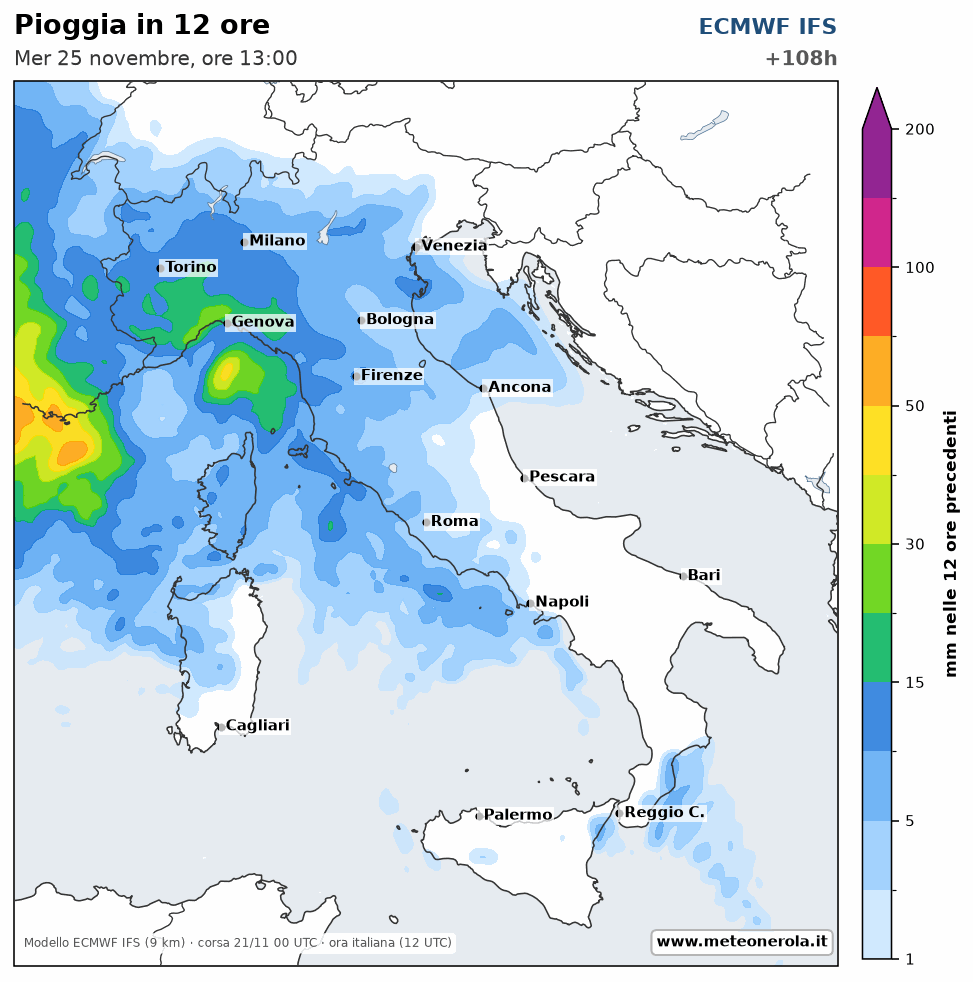 Pioggia in 12 ore
ECMWF IFS
Mer 25 novembre, ore 13:00
+108h
200
100
50
30
15
5
1
mm nelle 12 ore precedenti
Milano
Venezia
Torino
Genova
Bologna
Firenze
Ancona
Pescara
Roma
Bari
Napoli
Cagliari
Palermo
Reggio C.
Modello ECMWF IFS (9 km) · corsa 21/11 00 UTC · ora italiana (12 UTC)
www.meteonerola.it